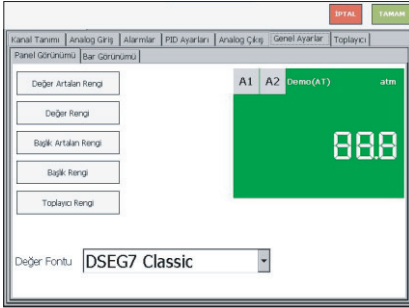 İPTAL TAMAM
Kanal Tanımı Analog Giriş Alarmlar PID Ayarları Analog Çıkış Genel Ayarlar Toplayıcı
Panel Görünümü Bar Görünümü
Değer Artalan Rengi
A1 A2 Demo(AT) atm
Değer Rengi
88.8
Başlık Artalan Rengi
Başlık Rengi
Toplayıcı Rengi
Değer Fontu DSEG7 Classic